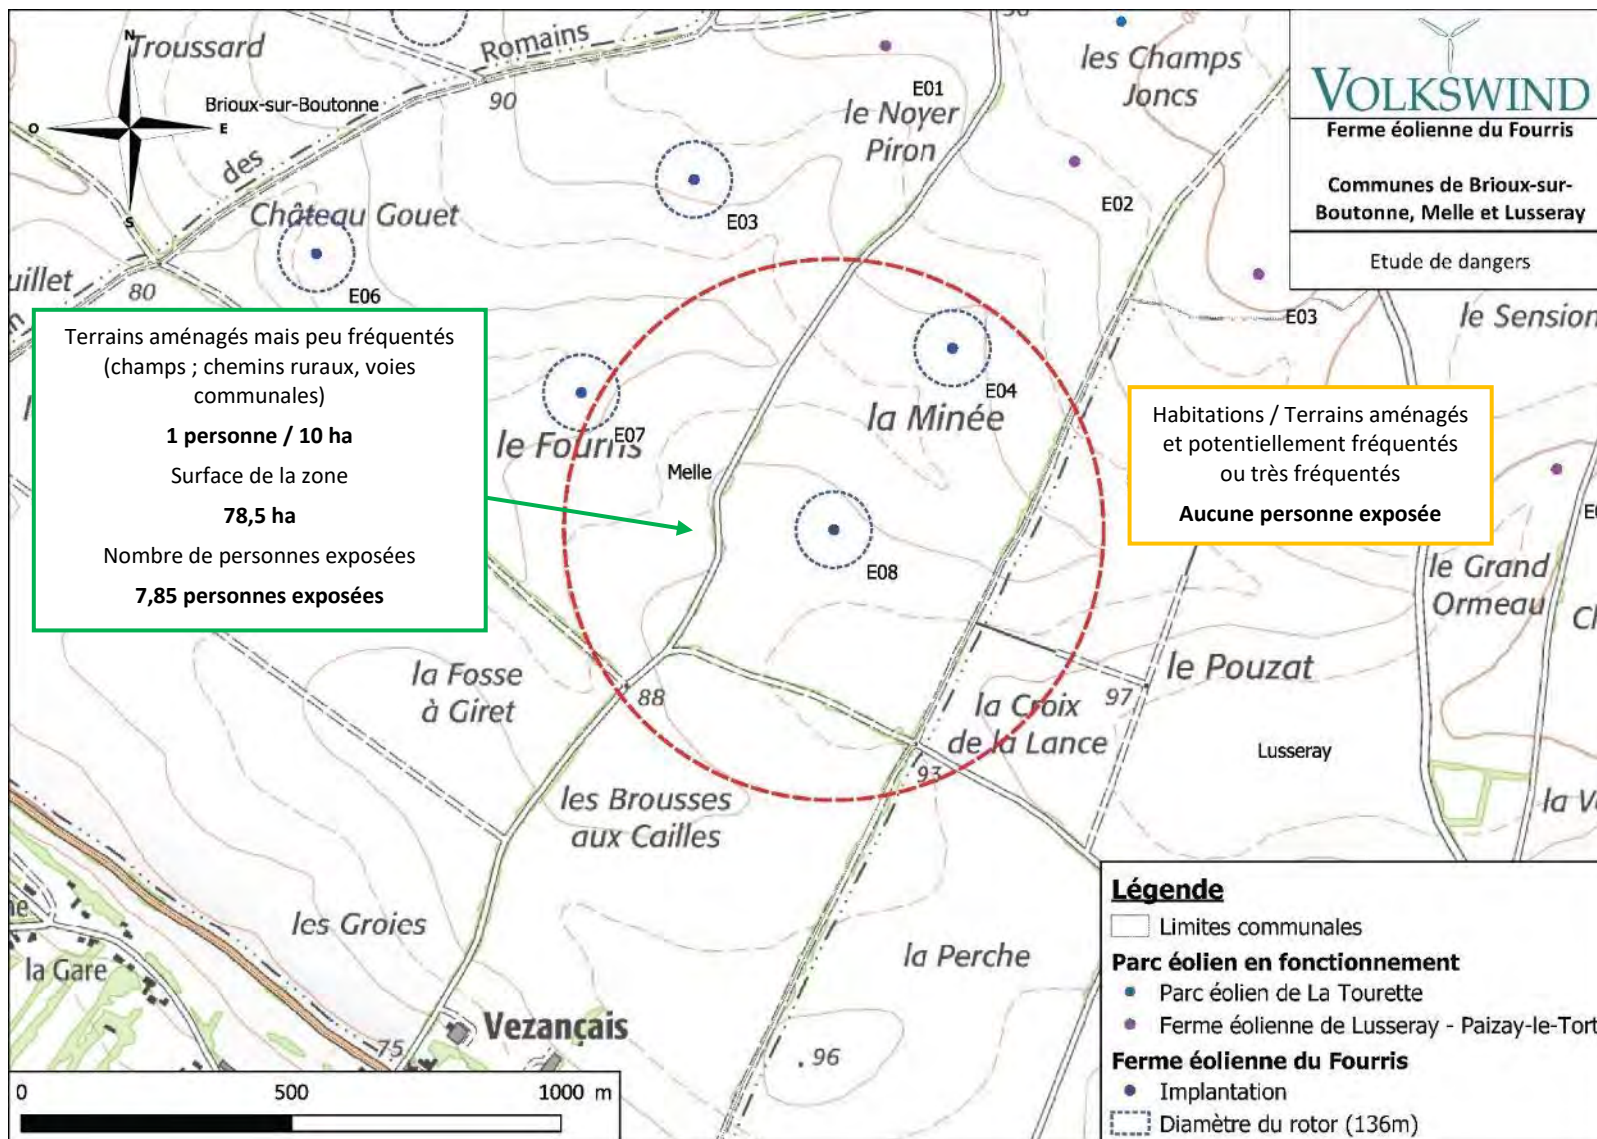 Troussard
N
O
E
S
Brioux-sur-Boutonne
des
Romains
90
Château Gouet
80
E06
E03
E01
le Noyer
Piron
les Champs
Joncs
E02
E03
VOLKSWIND
Ferme éolienne du Fourris
Communes de Brioux-sur-
Boutonne, Melle et Lusseray
Etude de dangers
le Sension
Terrains aménagés mais peu fréquentés
(champs ; chemins ruraux, voies
communales)
1 personne / 10 ha
Surface de la zone
78,5 ha
Nombre de personnes exposées
7,85 personnes exposées
le Fourris
E07
Melle
la Minée
E04
E08
Habitations / Terrains aménagés
et potentiellement fréquentés
ou très fréquentés
Aucune personne exposée
le Grand
Ormeau
la Fosse
à Giret
88
le Pouzat
97
la Croix
de la Lance
93
Lusseray
les Brousses
aux Cailles
les Groies
la Gare
la Perche
Vezançais
75
96
0 500 1000 m
Légende
Limites communales
Parc éolien en fonctionnement
Parc éolien de La Tourette
Ferme éolienne de Lusseray - Paizay-le-Tort
Ferme éolienne du Fourris
Implantation
Diamètre du rotor (136m)